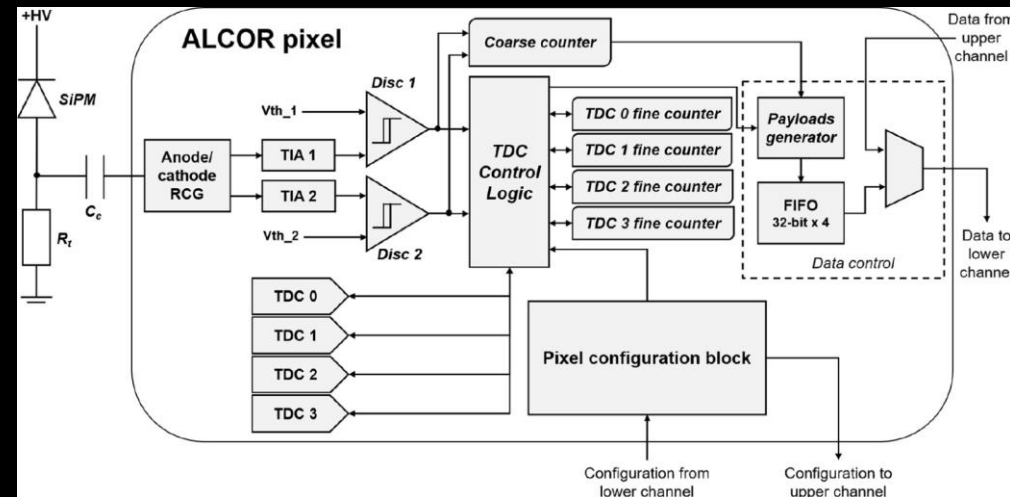 +HV
SiPM
Rt
Cc
ALCOR pixel
Anode/
cathode
RCG
TIA 1
TIA 2
Vth_1
Disc 1
Vth_2
Disc 2
Coarse counter
TDC
Control
Logic
TDC 0 fine counter
TDC 1 fine counter
TDC 2 fine counter
TDC 3 fine counter
Payloads
generator
FIFO
32-bit x 4
Data control
Data from
upper
channel
Data to
lower
channel
TDC 0
TDC 1
TDC 2
TDC 3
Pixel configuration block
Configuration from
lower channel
Configuration to
upper channel